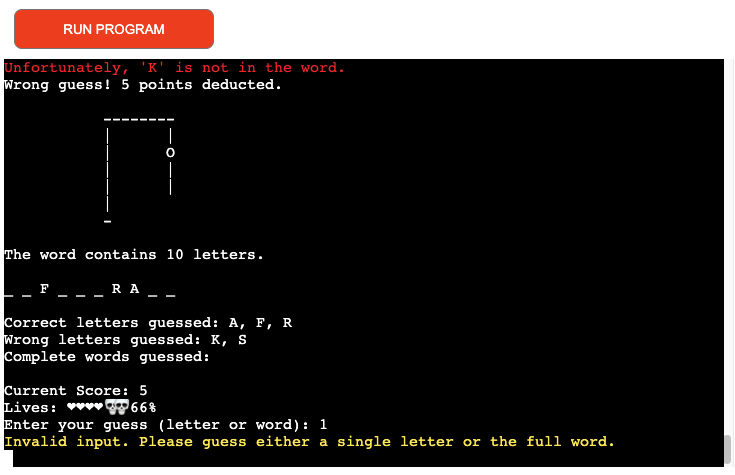 RUN PROGRAM
Unfortunately, 'K' is not in the word.
Wrong guess! 5 points deducted.
--------
|      |
|      O
|      |
|      |
|
-
The word contains 10 letters.
_ _ F _ _ _ R A _ _
Correct letters guessed: A, F, R
Wrong letters guessed: K, S
Complete words guessed:
Current Score: 5
Lives: ♥♥♥♥💀💀66%
Enter your guess (letter or word): 1
Invalid input. Please guess either a single letter or the full word.